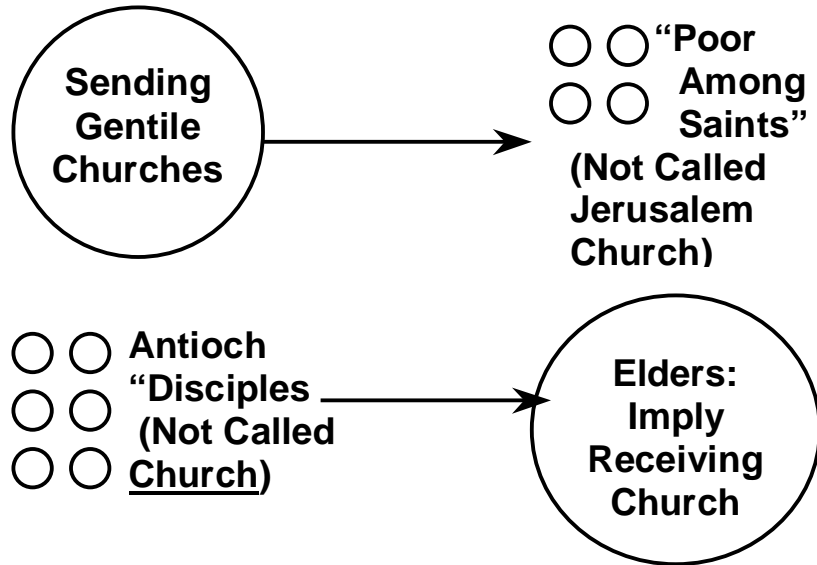 Sending
Gentile
Churches
“Poor
Among
Saints”
(Not Called
Jerusalem
Church)
Antioch
“Disciples
(Not Called
Church)
Elders:
Imply
Receiving
Church